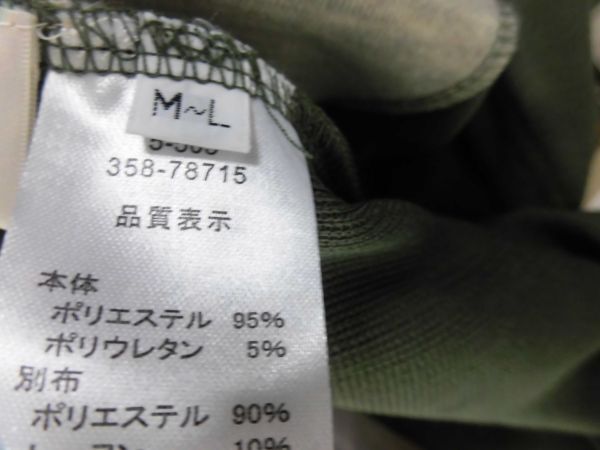 M~L
358-78715
品質表示
本体
ポリエステル 95%
ポリウレタン 5%
別布
ポリエステル 90%
10%